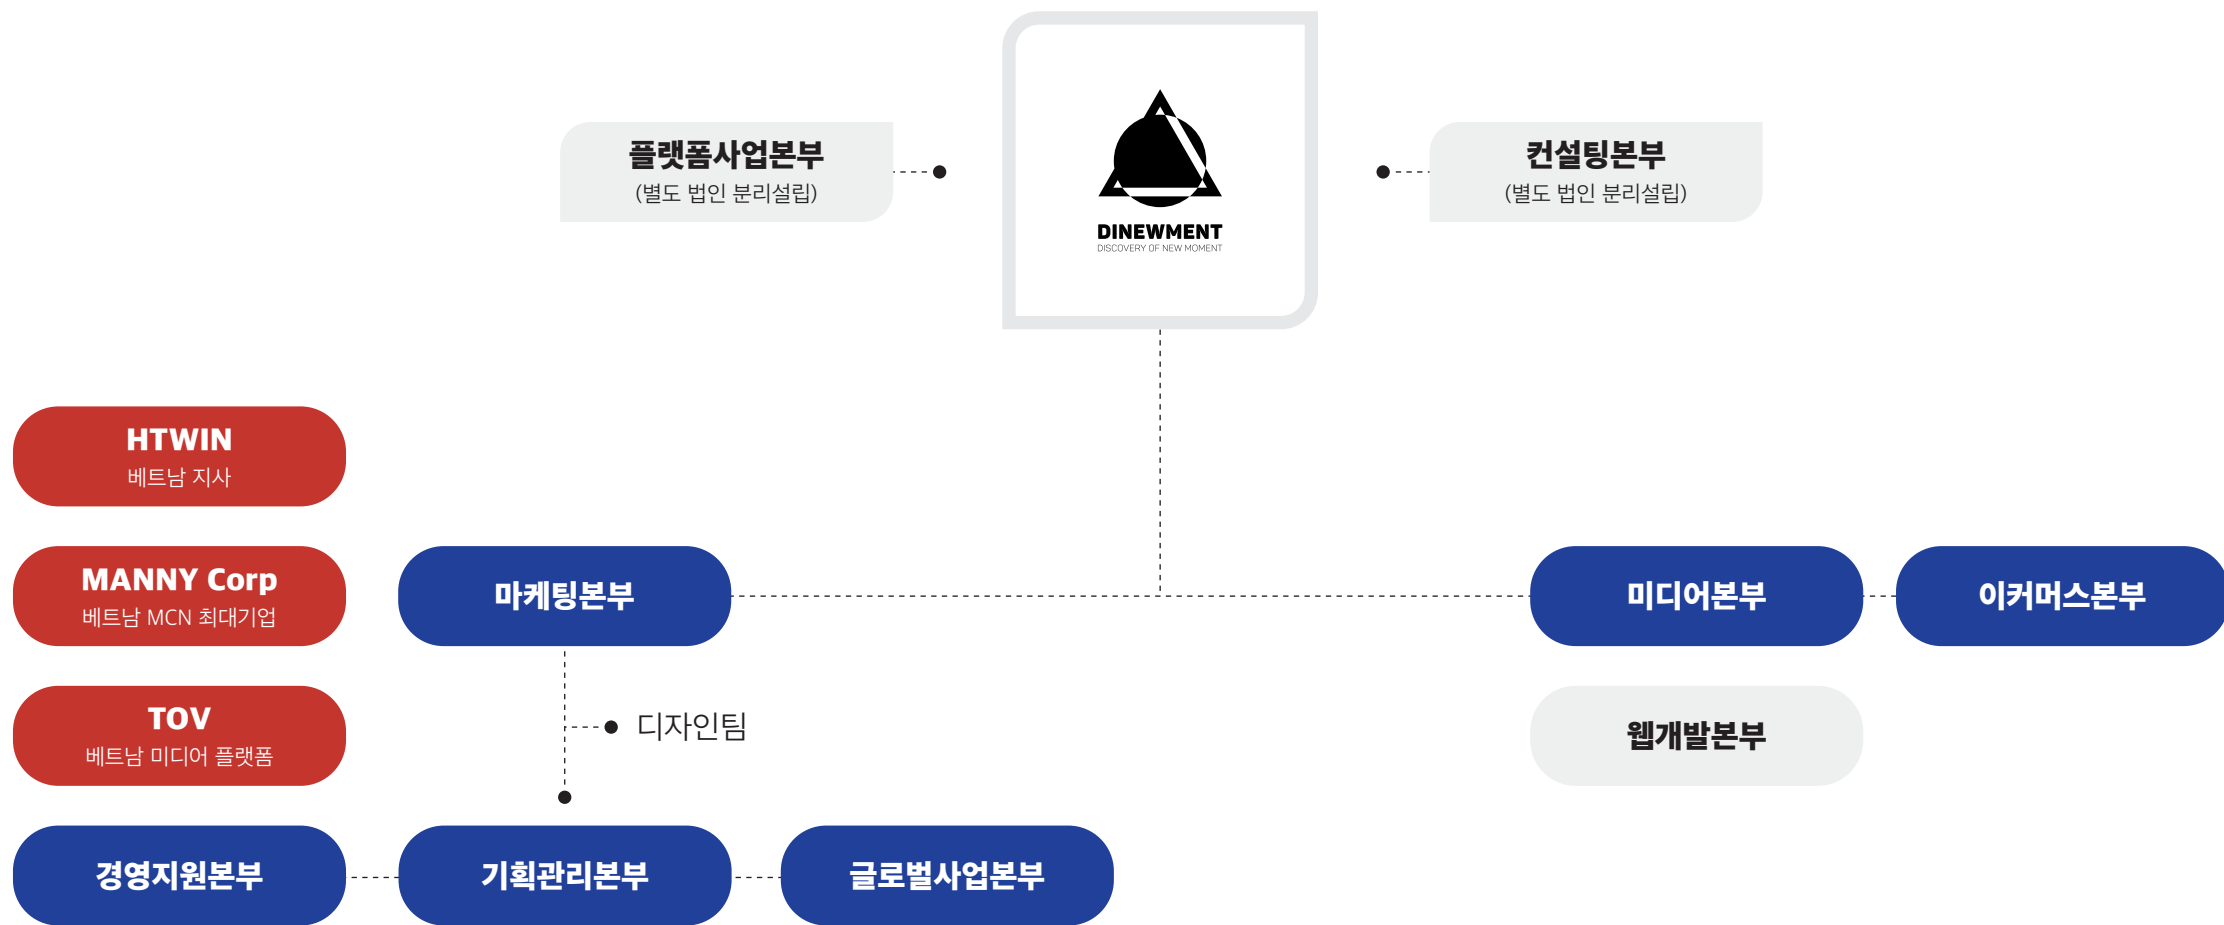 플랫폼사업본부
(별도 법인 분리설립)
DINEWMENT
DISCOVERY OF NEW MOMENT
컨설팅본부
(별도 법인 분리설립)
HTWIN
베트남 지사
MANNY Corp
베트남 MCN 최대기업
마케팅본부
미디어본부
이커머스본부
TOV
베트남 미디어 플랫폼
디자인팀
웹개발본부
경영지원본부
기획관리본부
글로벌사업본부